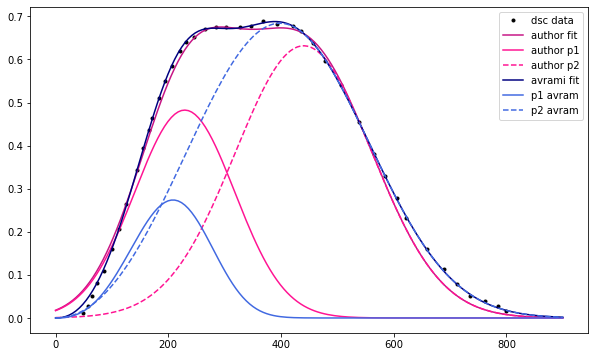 0.7
0.6
0.5
0.4
0.3
0.2
0.1
0.0
0 200 400 600 800
dsc data
author fit
author p1
author p2
avrami fit
p1 avram
p2 avram